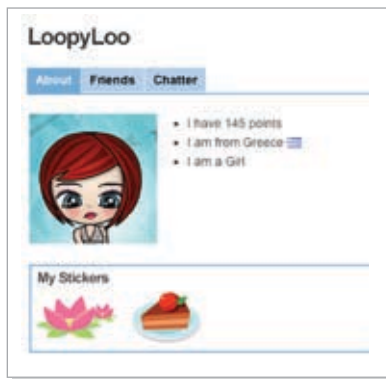 LoopyLoo
About Friends Chatter
I have 145 points
I am from Greece
I am a Girl
My Stickers